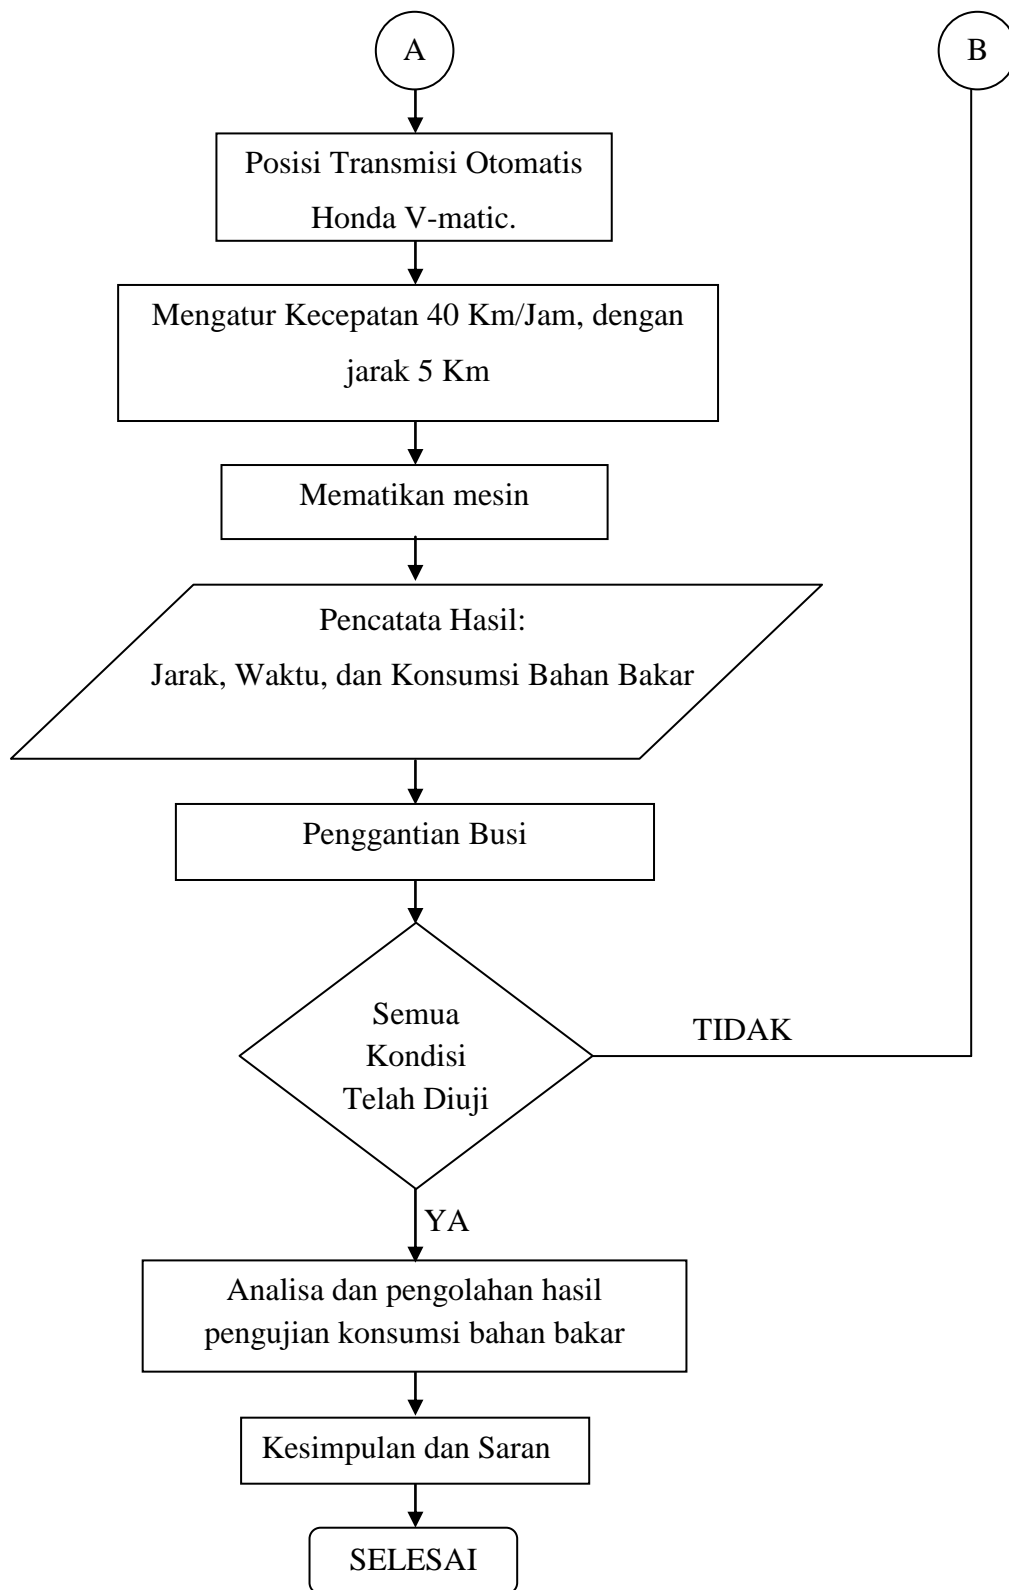 A
B
Posisi Transmisi Otomatis
Honda V-matic.
Mengatur Kecepatan 40 Km/Jam, dengan
jarak 5 Km
Mematikan mesin
Pencatata Hasil:
Jarak, Waktu, dan Konsumsi Bahan Bakar
Penggantian Busi
Semua
Kondisi
Telah Diuji
TIDAK
YA
Analisa dan pengolahan hasil
pengujian konsumsi bahan bakar
Kesimpulan dan Saran
SELESAI